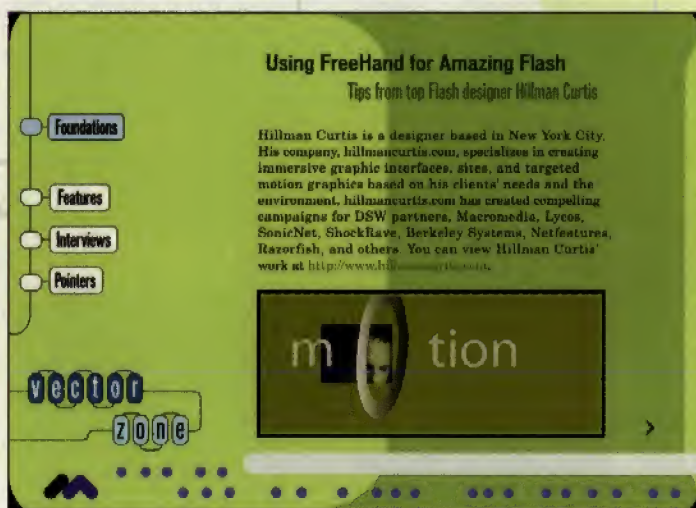 Using FreeHand for Amazing Flash
Tips from top Flash designer Hillman Curtis
Foundations
Features
Interviews
Pointers
Hillman Curtis is a designer based in New York City.
His company, hillmancurtis.com, specializes in creating
immersive graphic interfaces, sites, and targeted
motion graphics based on his clients' needs and the
environment. hillmancurtis.com has created compelling
campaigns for DSW partners, Macromedia, Lycos,
SonicNet, ShockRave, Berkeley Systems, Netfeatures,
Razorfish, and others. You can view Hillman Curtis'
work at
m tion
vector
zone